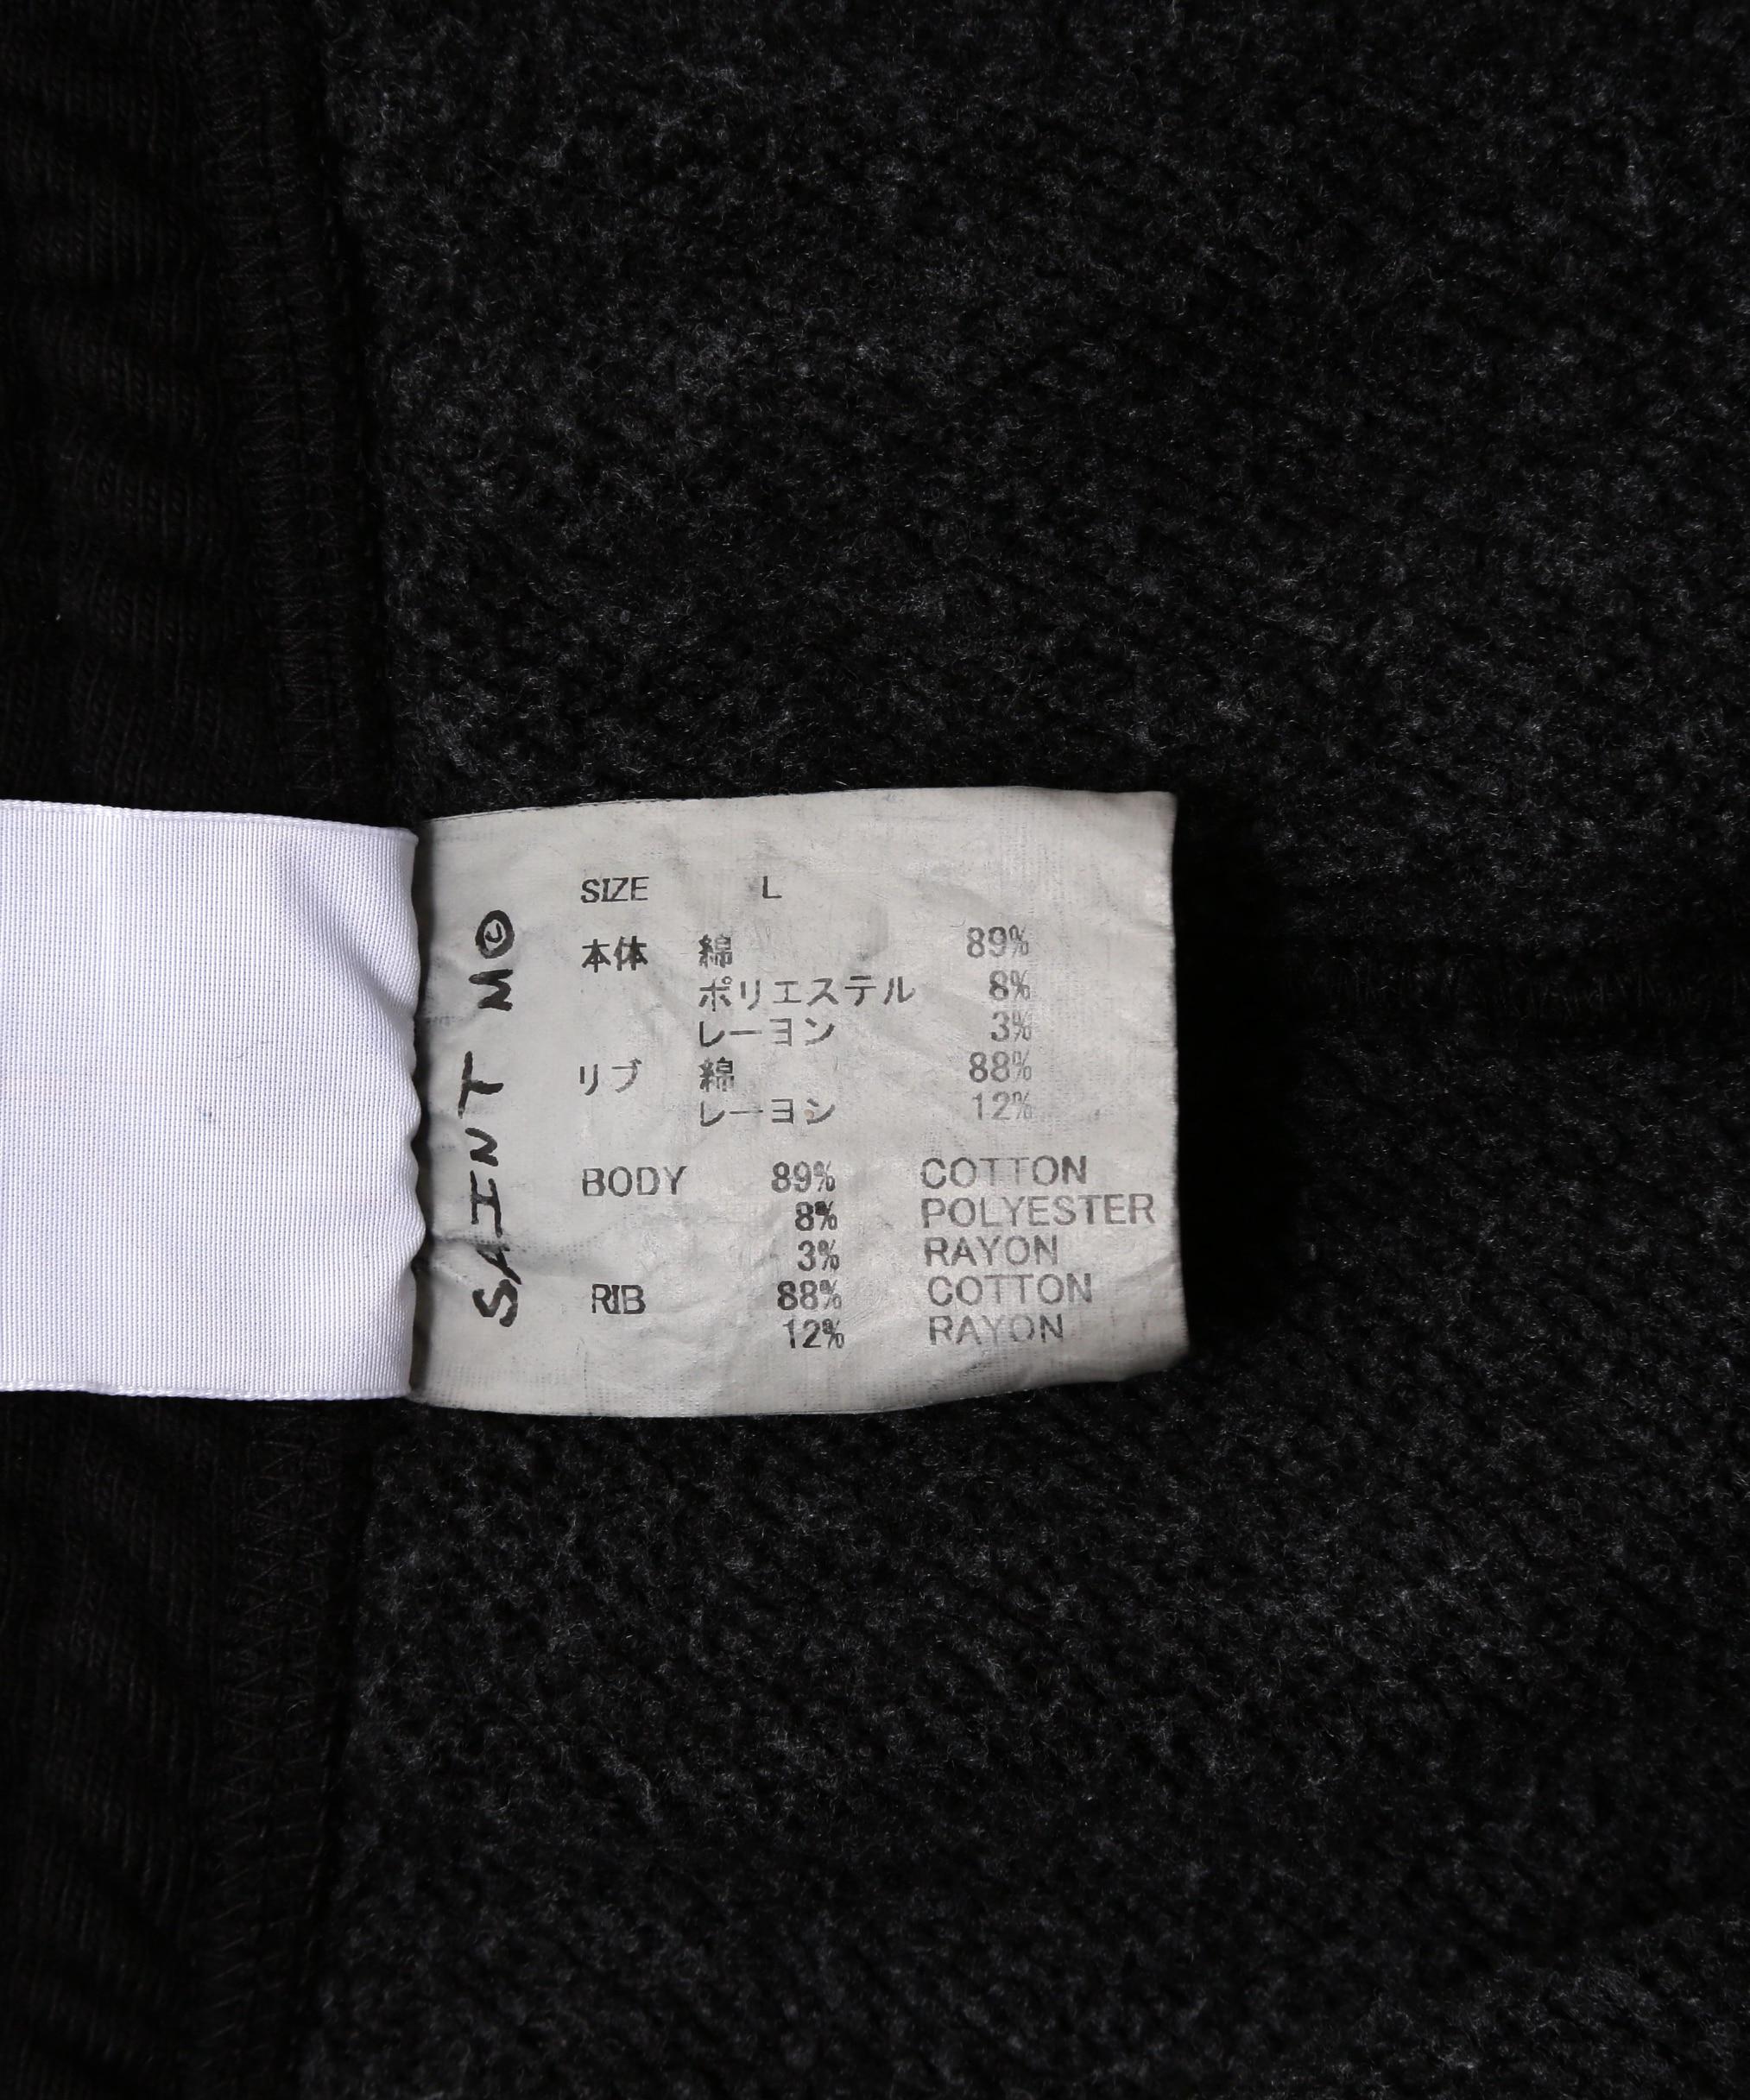 SAINT M©
SIZE L
本体 綿 89%
ポリエステル 8%
レーヨン 3%
リブ 綿 88%
レーヨン 12%
BODY 89% COTTON
8% POLYESTER
3% RAYON
RIB 88% COTTON
12% RAYON